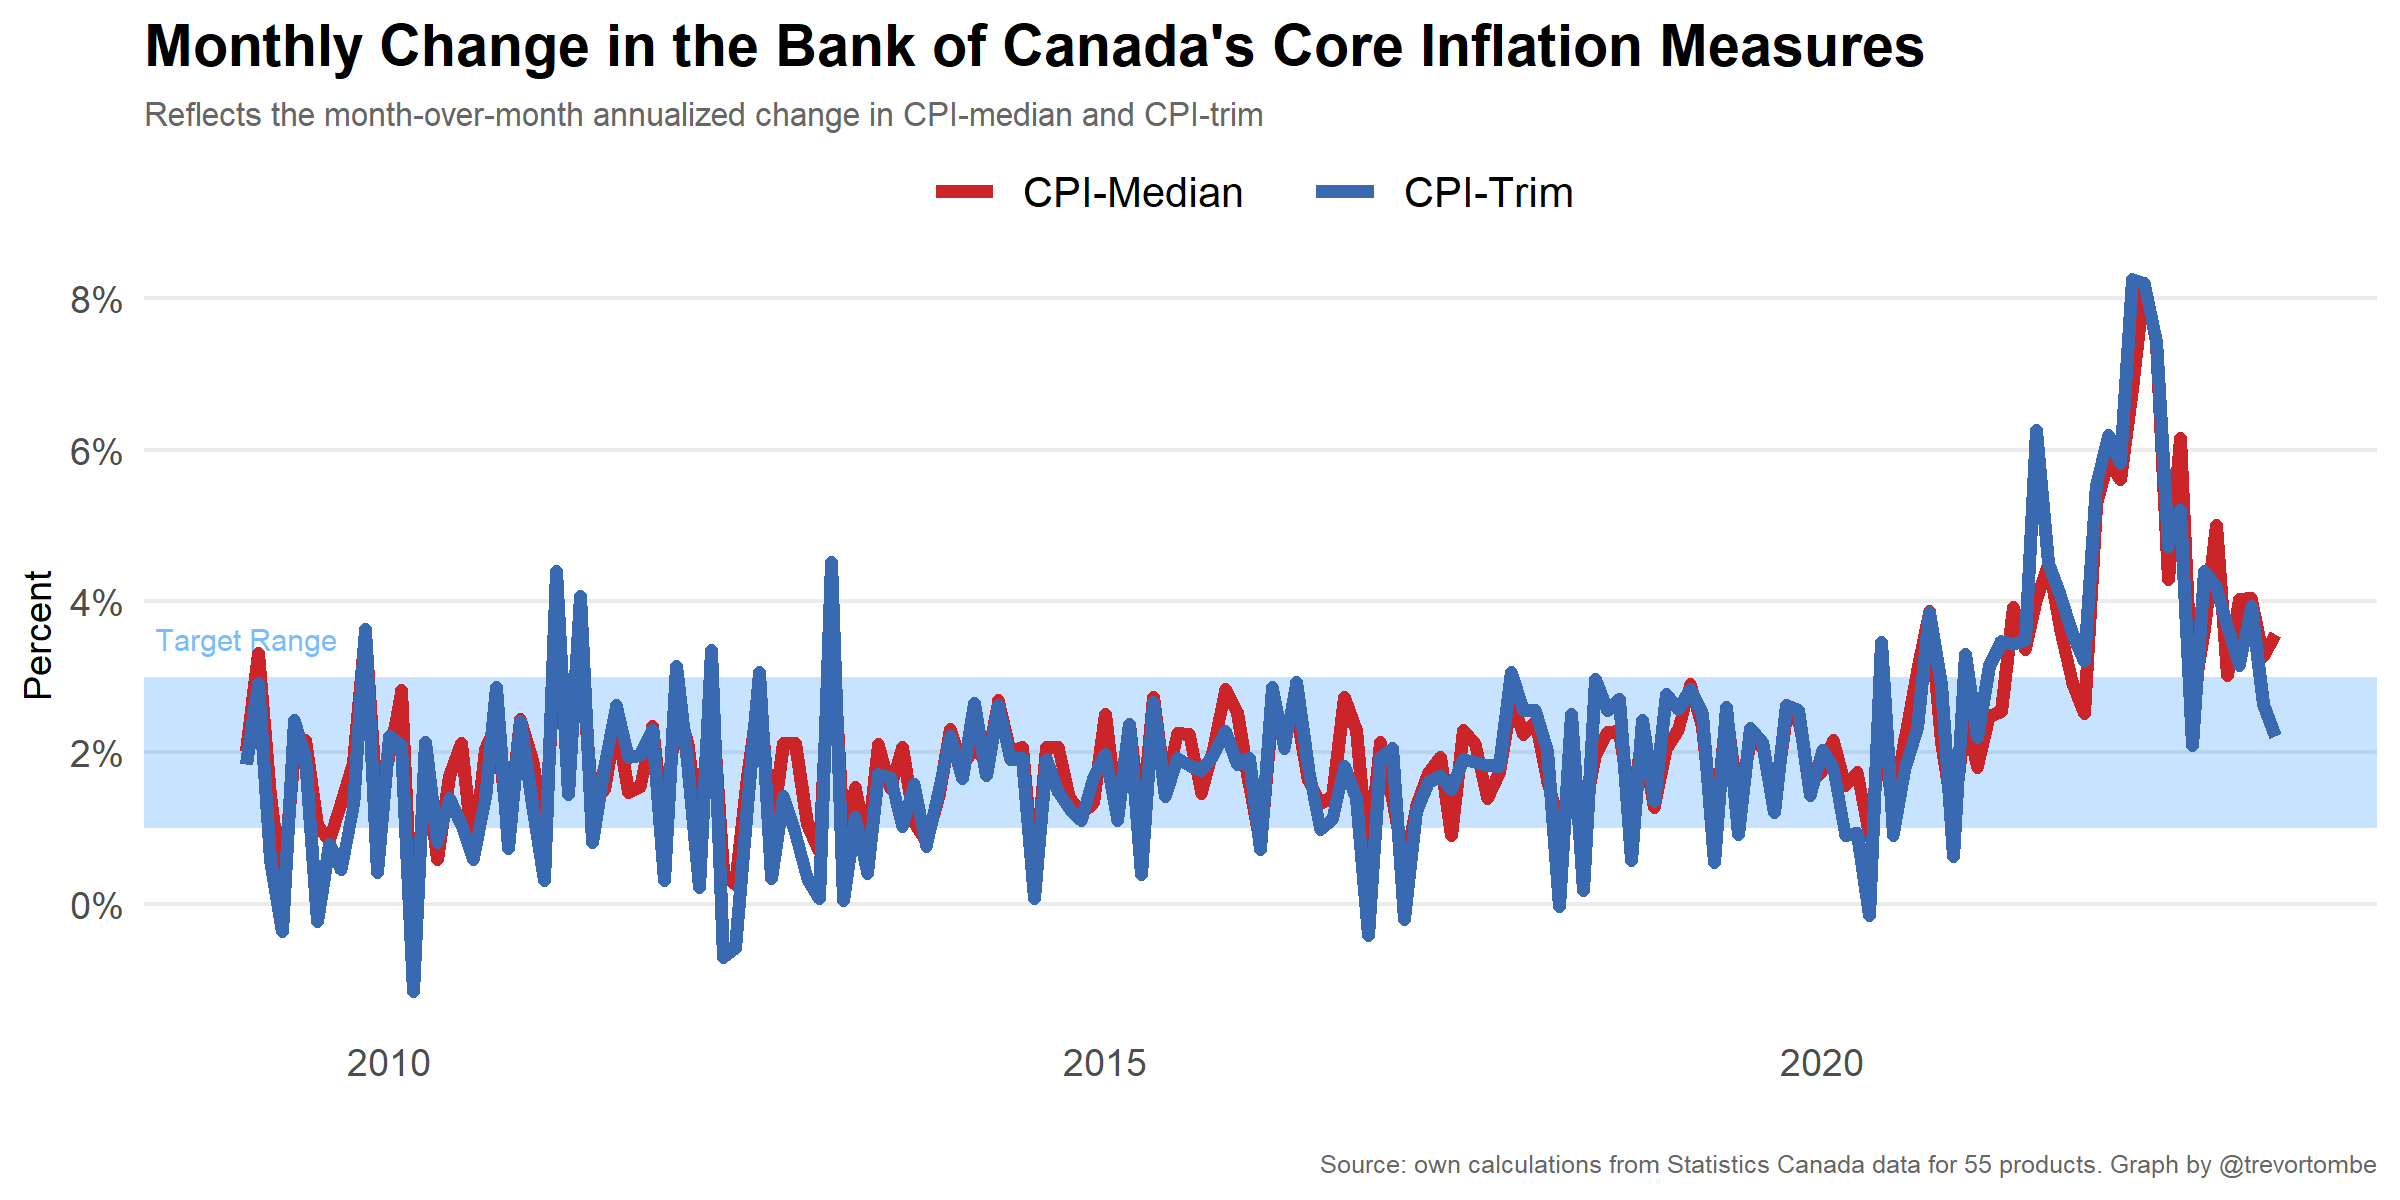 Monthly Change in the Bank of Canada's Core Inflation Measures
Reflects the month-over-month annualized change in CPI-median and CPI-trim
CPI-Median CPI-Trim
8%
6%
4%
Target Range
2%
0%
Percent
2010 2015 2020
Source: own calculations from Statistics Canada data for 55 products. Graph by @trevortombe